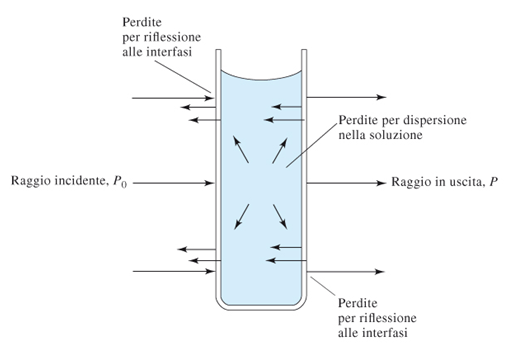 Perdite
per riflessione
alle interfasi
Perdite per dispersione
nella soluzione
Raggio incidente, P₀
Raggio in uscita, P
Perdite
per riflessione
alle interfasi